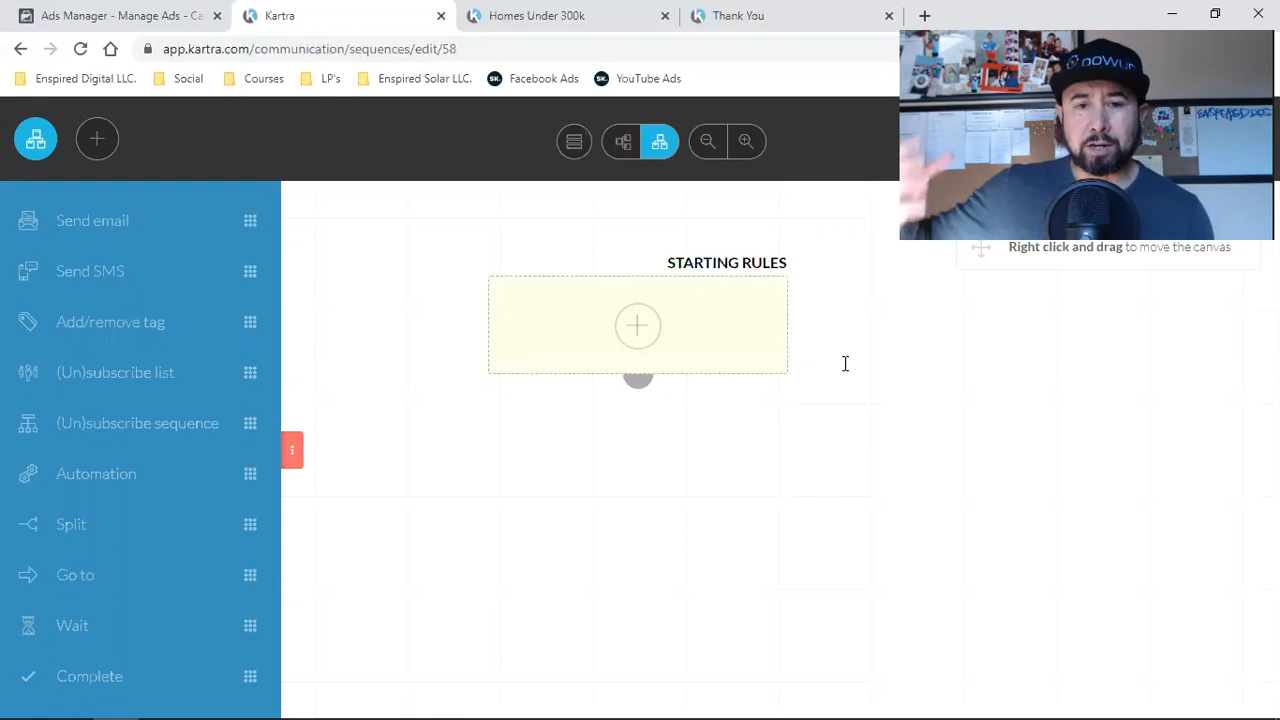 Ads Manager - Manage Ads - Ca
Kartra
Homes Under 300k
Thank You
app.kartra.com/communication/sequences/edit/58
Enspired Digital LLC.
Social
Courses
LP's
Enspired Solar LLC.
SK.
Facebook Ads
SK.
YouTube Ads
Send email
Send SMS
Add/remove tag
(Un)subscribe list
(Un)subscribe sequence
Automation
Split
Go to
Wait
Complete
STARTING RULES
Right click and drag to move the canvas